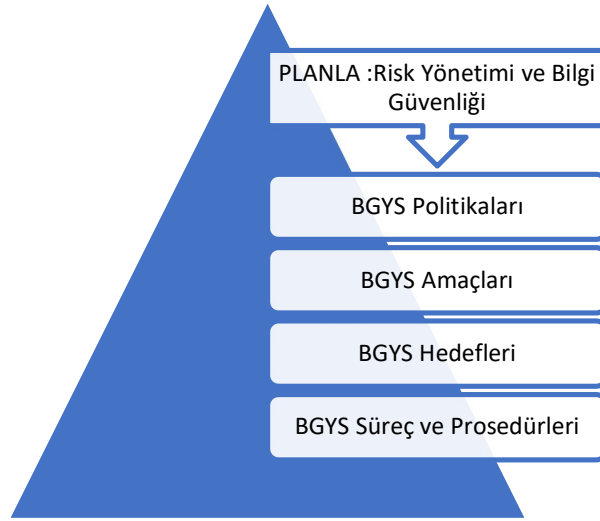 PLANLA :Risk Yönetimi ve Bilgi
Güvenliği
BGYS Politikaları
BGYS Amaçları
BGYS Hedefleri
BGYS Süreç ve Prosedürleri